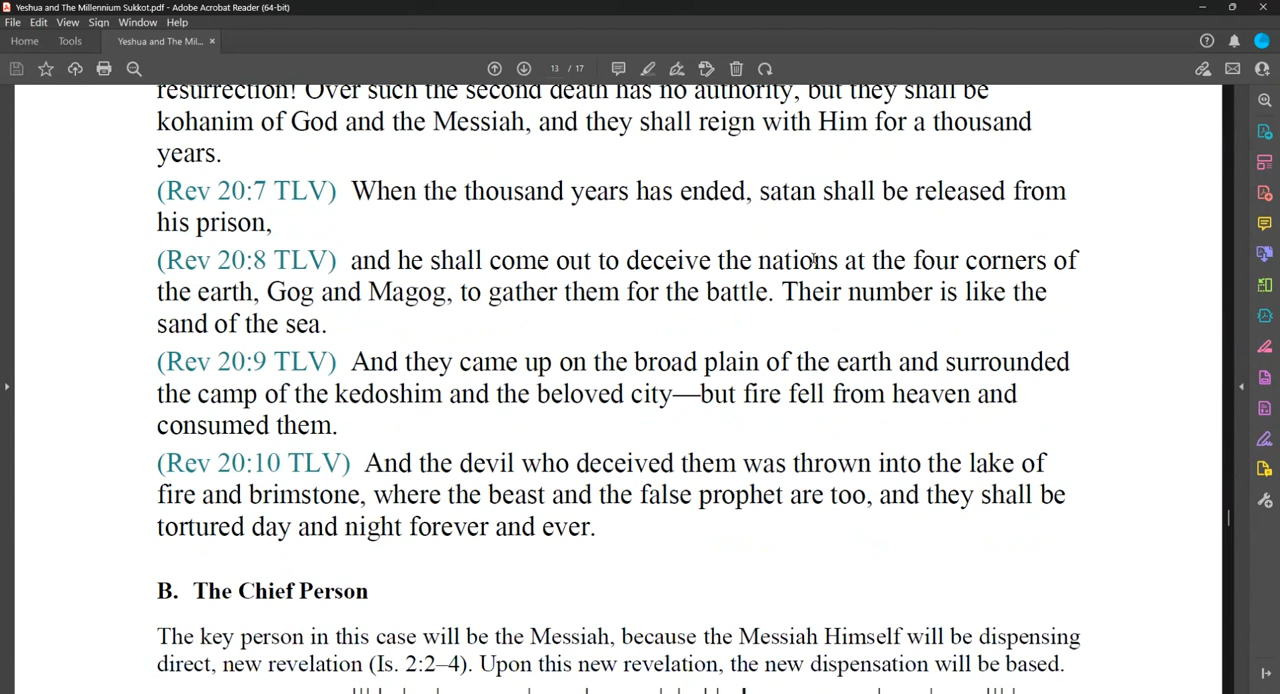 Yeshua and The Millennium Sukkot.pdf - Adobe Acrobat Reader (64-bit)
File Edit View Sign Window Help
Home Tools Yeshua and The Mil... ×
13 / 17
resurrection! Over such the second death has no authority, but they shall be
kohanim of God and the Messiah, and they shall reign with Him for a thousand
years.
(Rev 20:7 TLV) When the thousand years has ended, satan shall be released from
his prison,
(Rev 20:8 TLV) and he shall come out to deceive the nations at the four corners of
the earth, Gog and Magog, to gather them for the battle. Their number is like the
sand of the sea.
(Rev 20:9 TLV) And they came up on the broad plain of the earth and surrounded
the camp of the kedoshim and the beloved city—but fire fell from heaven and
consumed them.
(Rev 20:10 TLV) And the devil who deceived them was thrown into the lake of
fire and brimstone, where the beast and the false prophet are too, and they shall be
tortured day and night forever and ever.
B. The Chief Person
The key person in this case will be the Messiah, because the Messiah Himself will be dispensing
direct, new revelation (Is. 2:2–4). Upon this new revelation, the new dispensation will be based.